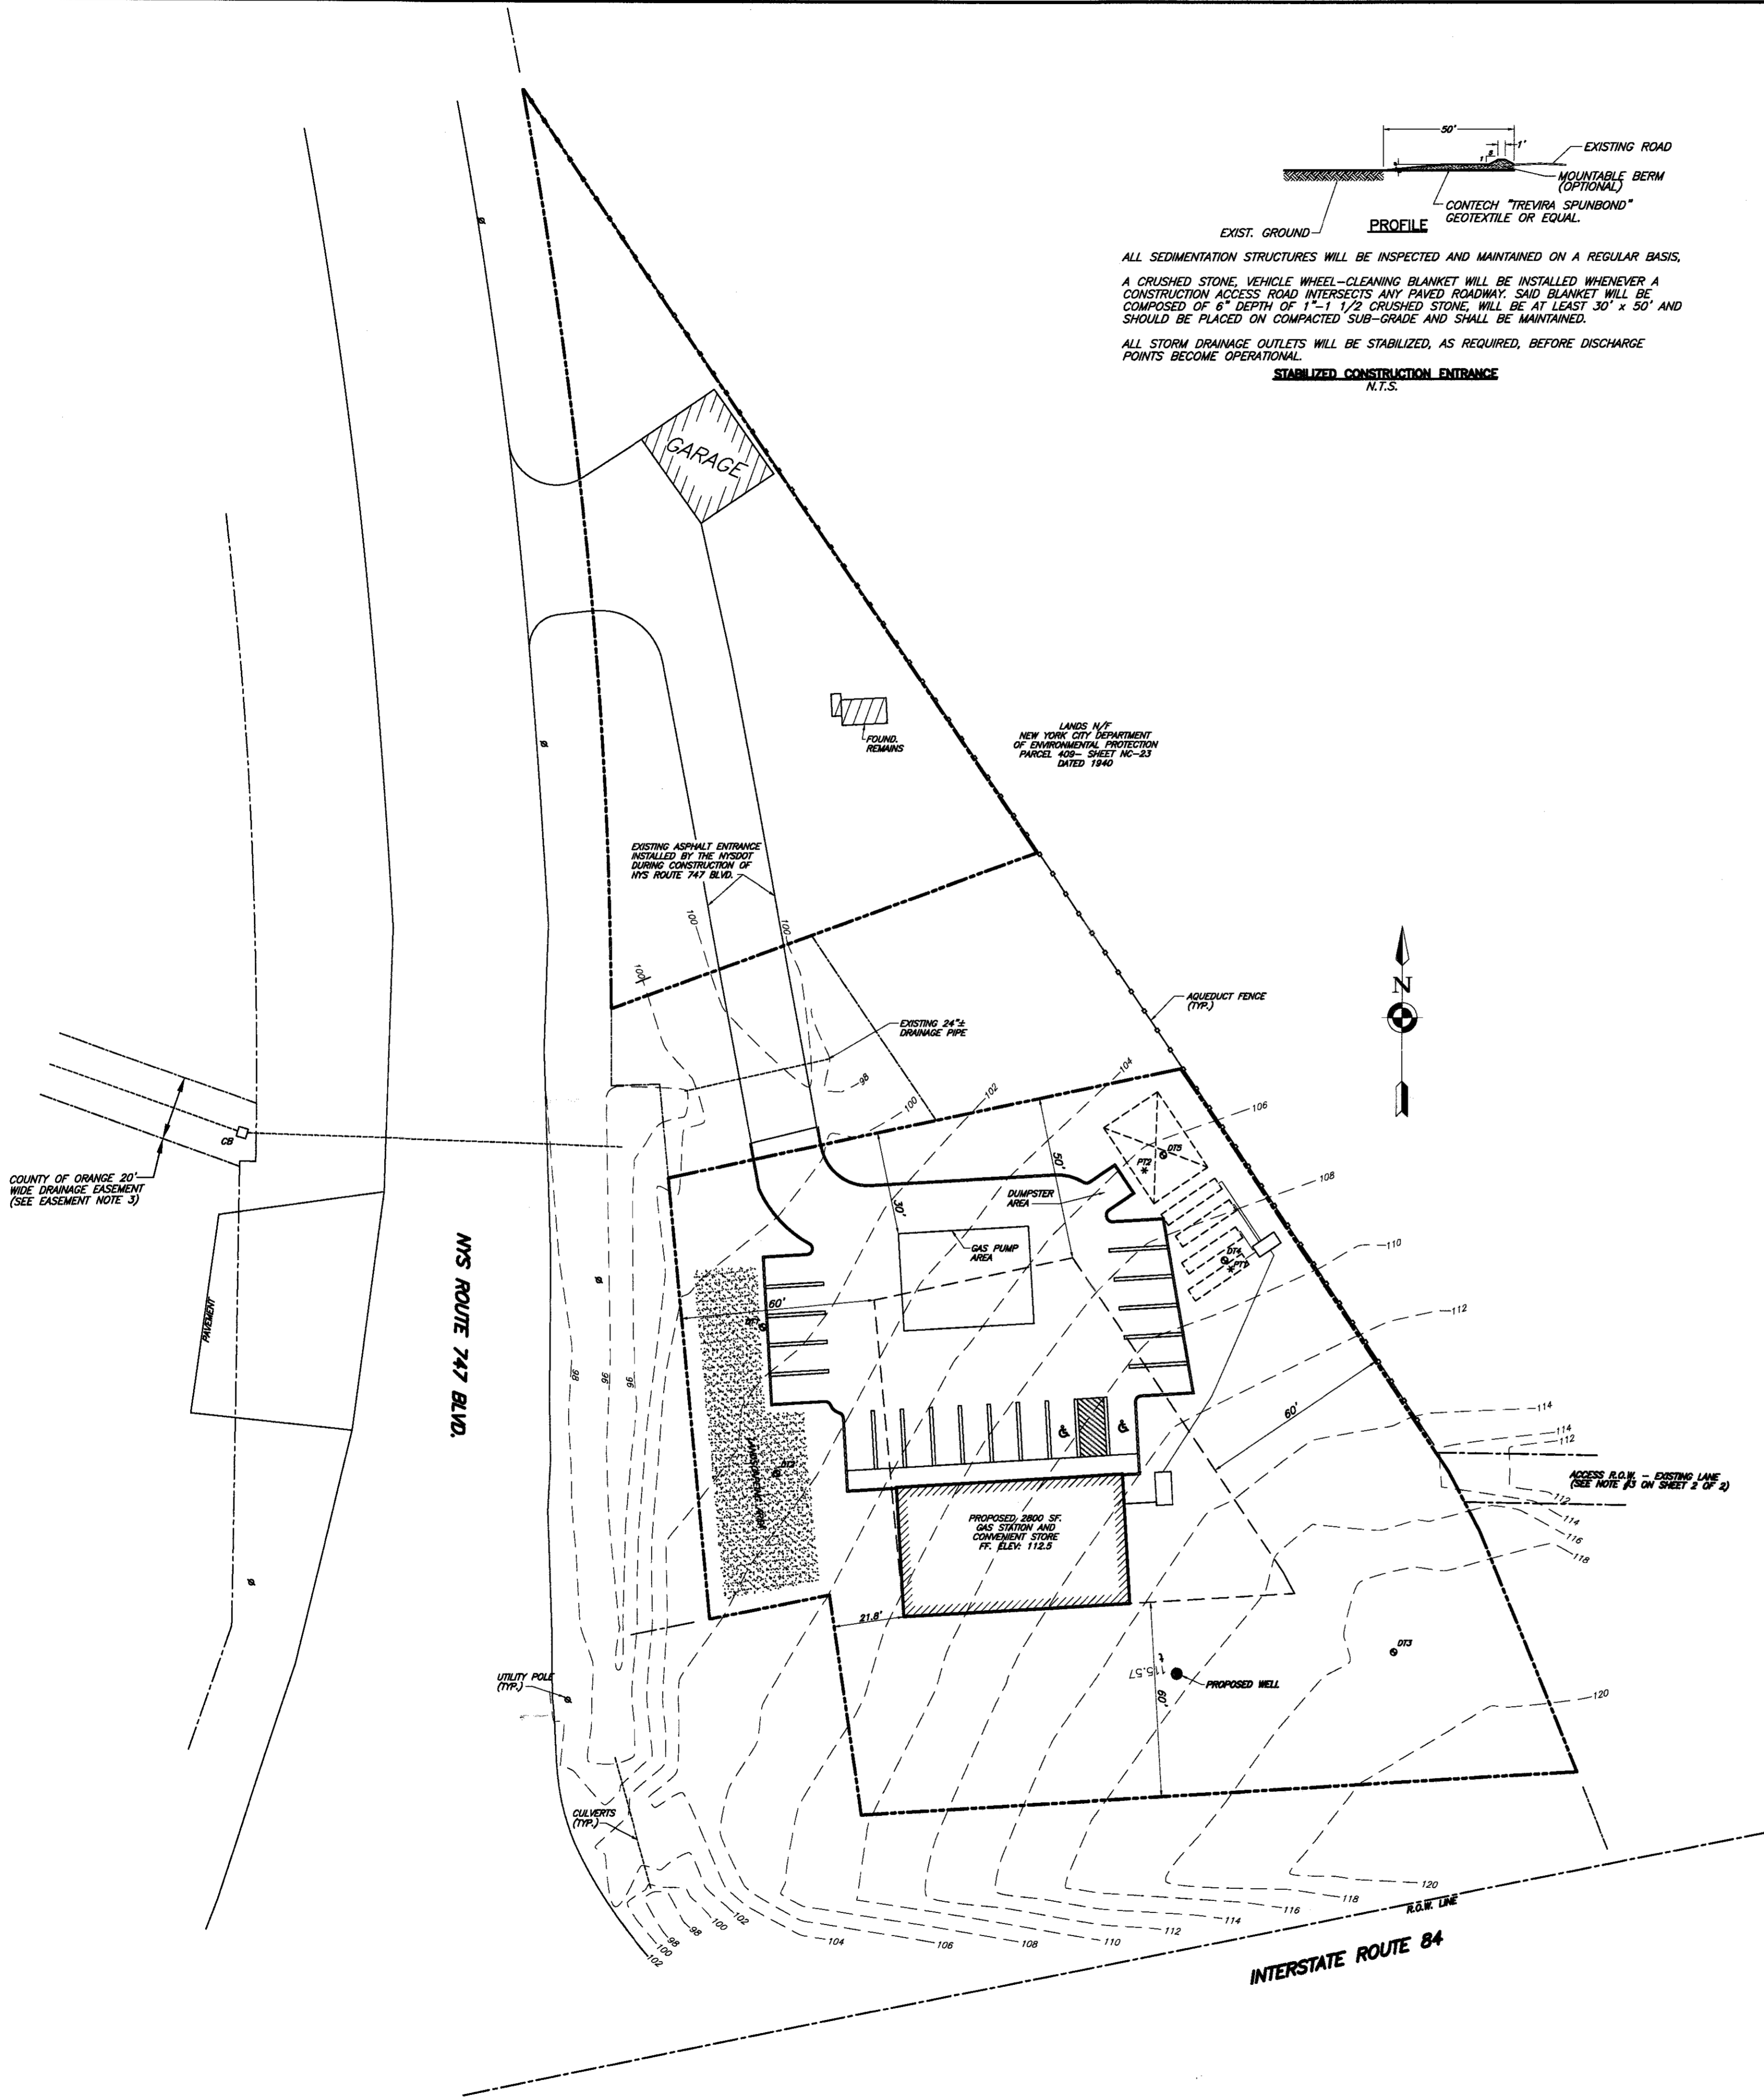 50'
8
1
1'
EXISTING ROAD
MOUNTABLE BERM
(OPTIONAL)
CONTECH "TREVIRA SPUNBOND"
GEOTEXTILE OR EQUAL.
EXIST. GROUND
PROFILE
ALL SEDIMENTATION STRUCTURES WILL BE INSPECTED AND MAINTAINED ON A REGULAR BASIS,
A CRUSHED STONE, VEHICLE WHEEL-CLEANING BLANKET WILL BE INSTALLED WHENEVER A
CONSTRUCTION ACCESS ROAD INTERSECTS ANY PAVED ROADWAY. SAID BLANKET WILL BE
COMPOSED OF 6" DEPTH OF 1"-1 1/2 CRUSHED STONE, WILL BE AT LEAST 30' x 50' AND
SHOULD BE PLACED ON COMPACTED SUB-GRADE AND SHALL BE MAINTAINED.
ALL STORM DRAINAGE OUTLETS WILL BE STABILIZED, AS REQUIRED, BEFORE DISCHARGE
POINTS BECOME OPERATIONAL.
STABILIZED CONSTRUCTION ENTRANCE
N.T.S.
GARAGE
FOUND.
REMAINS
LANDS N/F
NEW YORK CITY DEPARTMENT
OF ENVIRONMENTAL PROTECTION
PARCEL 409- SHEET NC-23
DATED 1940
EXISTING ASPHALT ENTRANCE
INSTALLED BY THE NYSDOT
DURING CONSTRUCTION OF
NYS ROUTE 747 BLVD.
100
100
100
AQUEDUCT FENCE
(TYP.)
N
EXISTING 24"±
DRAINAGE PIPE
98
100
102
104
106
108
110
112
114
114
112
CB
COUNTY OF ORANGE 20'
WIDE DRAINAGE EASEMENT
(SEE EASEMENT NOTE 3)
PAVEMENT
NYS ROUTE 747 BLVD.
PT2
DT5
DUMPSTER
AREA
50'
30'
GAS PUMP
AREA
DT4
PT1
60'
60'
98
96
96
DT2
LANDSCAPING AREA
ACCESS R.O.W. - EXISTING LANE
(SEE NOTE #3 ON SHEET 2 OF 2)
112
114
116
118
PROPOSED 2800 SF.
GAS STATION AND
CONVENIENT STORE
FF. ELEV: 112.5
21.8'
DT3
115.57
PROPOSED WELL
60'
120
UTILITY POLE
(TYP.)
CULVERTS
(TYP.)
102
100
98
98
100
102
104
106
108
110
112
114
116
118
120
R.O.W. LINE
INTERSTATE ROUTE 84